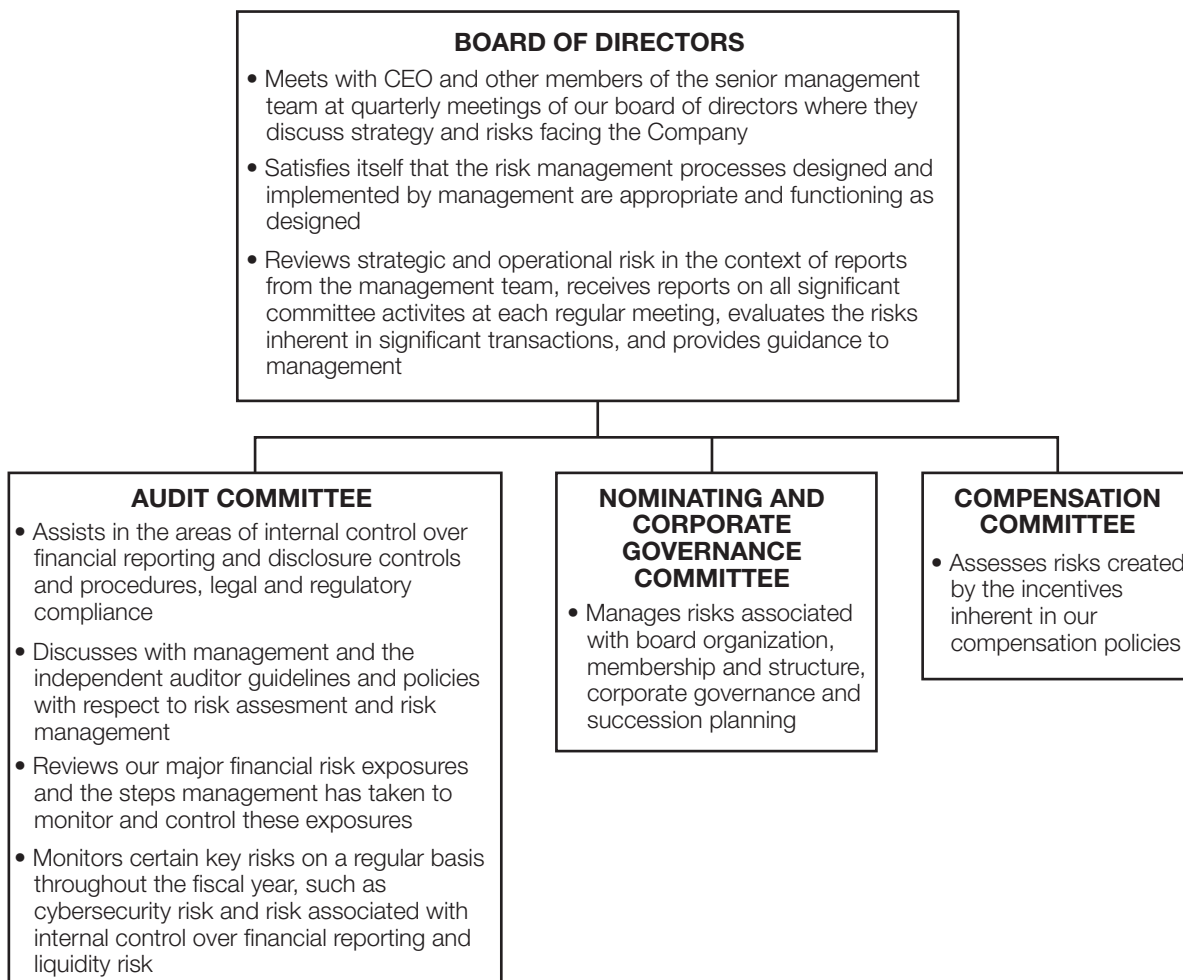 BOARD OF DIRECTORS
• Meets with CEO and other members of the senior management
team at quarterly meetings of our board of directors where they
discuss strategy and risks facing the Company
• Satisfies itself that the risk management processes designed and
implemented by management are appropriate and functioning as
designed
• Reviews strategic and operational risk in the context of reports
from the management team, receives reports on all significant
committee activites at each regular meeting, evaluates the risks
inherent in significant transactions, and provides guidance to
management
AUDIT COMMITTEE
• Assists in the areas of internal control over
financial reporting and disclosure controls
and procedures, legal and regulatory
compliance
• Discusses with management and the
independent auditor guidelines and policies
with respect to risk assesment and risk
management
• Reviews our major financial risk exposures
and the steps management has taken to
monitor and control these exposures
• Monitors certain key risks on a regular basis
throughout the fiscal year, such as
cybersecurity risk and risk associated with
internal control over financial reporting and
liquidity risk
NOMINATING AND
CORPORATE
GOVERNANCE
COMMITTEE
• Manages risks associated
with board organization,
membership and structure,
corporate governance and
succession planning
COMPENSATION
COMMITTEE
• Assesses risks created
by the incentives
inherent in our
compensation policies